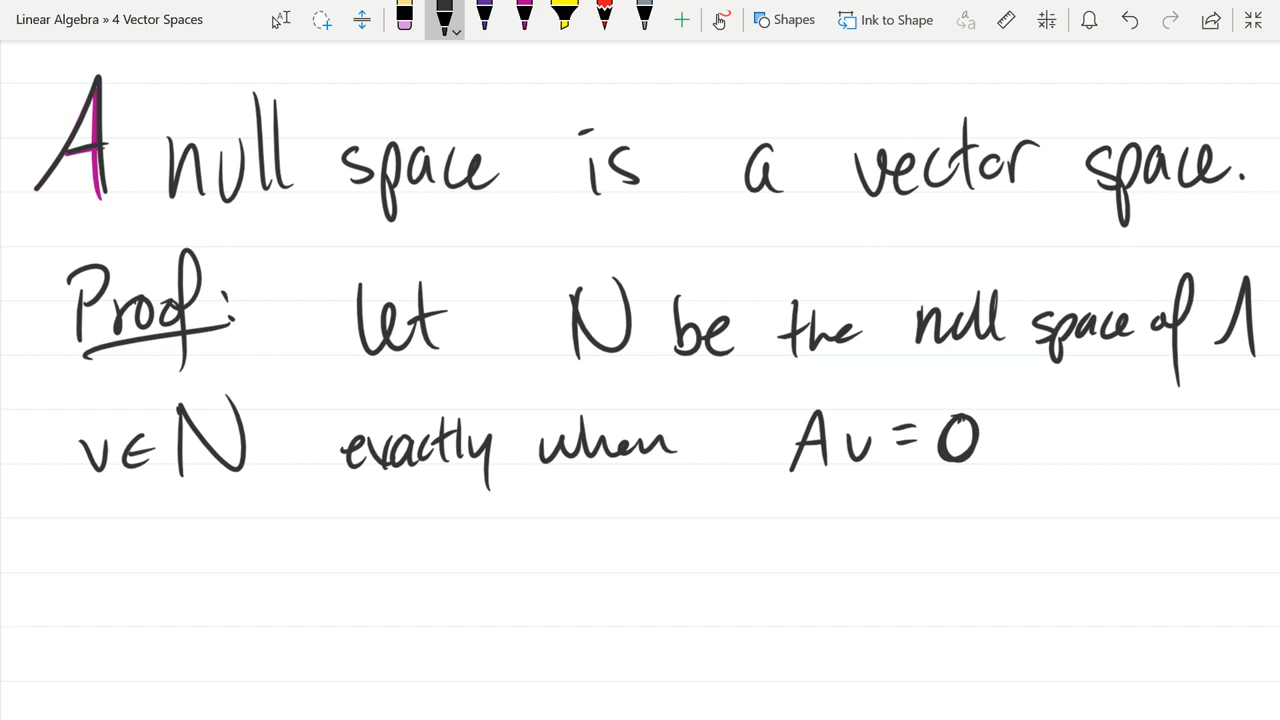 Linear Algebra » 4 Vector Spaces
Shapes
Ink to Shape
A null space is a vector space.
Proof: Let N be the null space of A
v ∈ N exactly when Av = 0